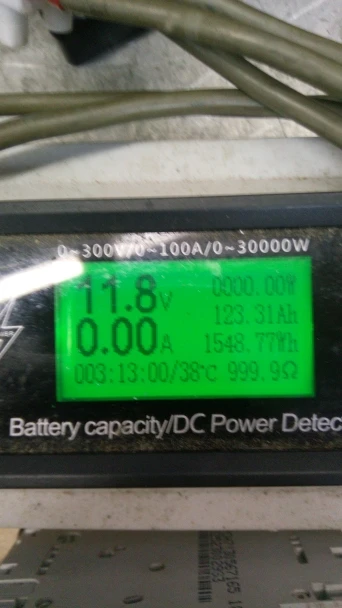 0~300V/0~100A/0~30000W
11.8V
0000.00W
123.31Ah
0.00A
1548.77Wh
003:13:00/38℃ 999.9Ω
Battery capacity/DC Power Detec